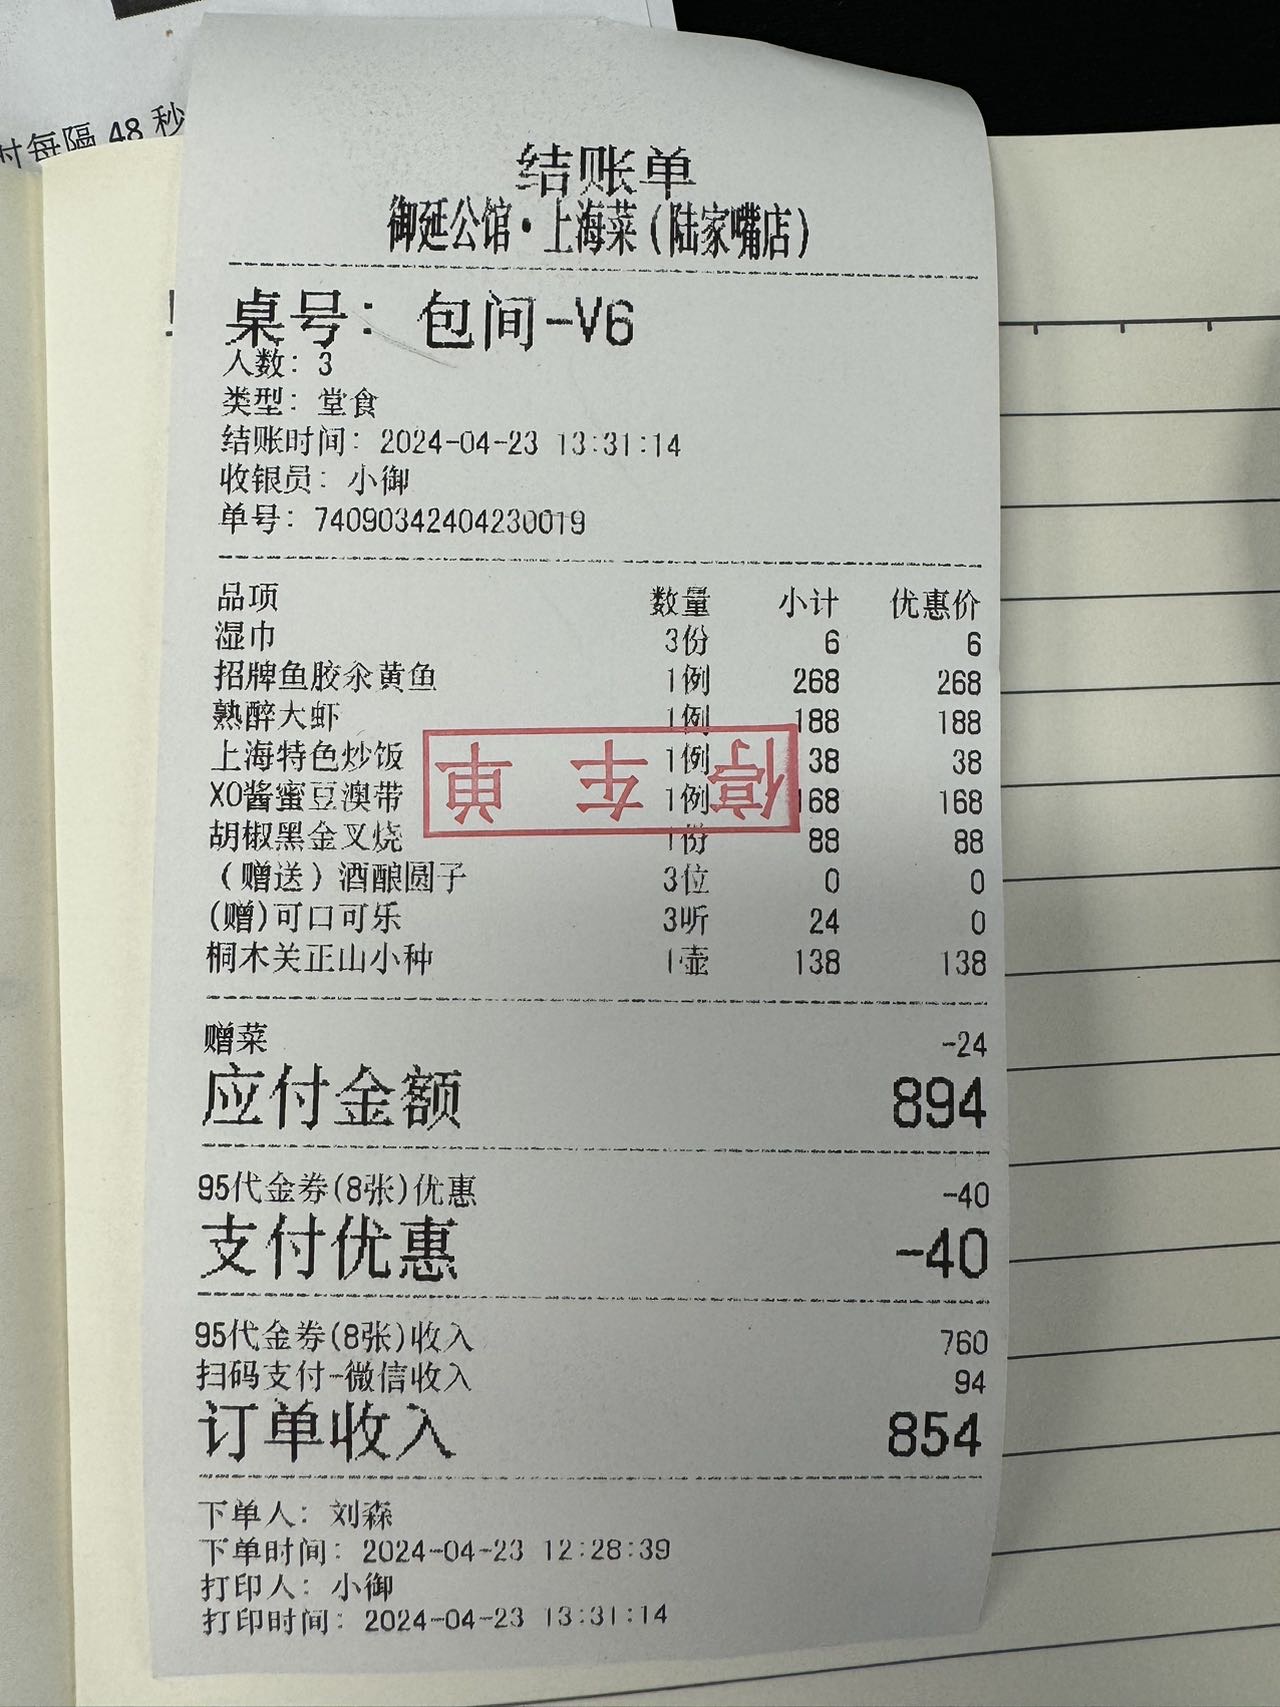 付每隔 48 秒
结账单
御延公馆·上海菜(陆家嘴店)
桌号: 包间-V6
人数: 3
类型: 堂食
结账时间: 2024-04-23 13:31:14
收银员: 小御
单号: 74090342404230019
品项 数量 小计 优惠价
湿巾 3份 6 6
招牌鱼胶汆黄鱼 1例 268 268
熟醉大虾 1例 188 188
上海特色炒饭 1例 38 38
XO酱蜜豆澳带 1例 168 168
胡椒黑金叉烧 1份 88 88
(赠送)酒酿圆子 3位 0 0
(赠)可口可乐 3听 24 0
桐木关正山小种 1壶 138 138
赠菜 -24
应付金额 894
95代金券(8张)优惠 -40
支付优惠 -40
95代金券(8张)收入 760
扫码支付-微信收入 94
订单收入 854
下单人: 刘森
下单时间: 2024-04-23 12:28:39
打印人: 小御
打印时间: 2024-04-23 13:31:14